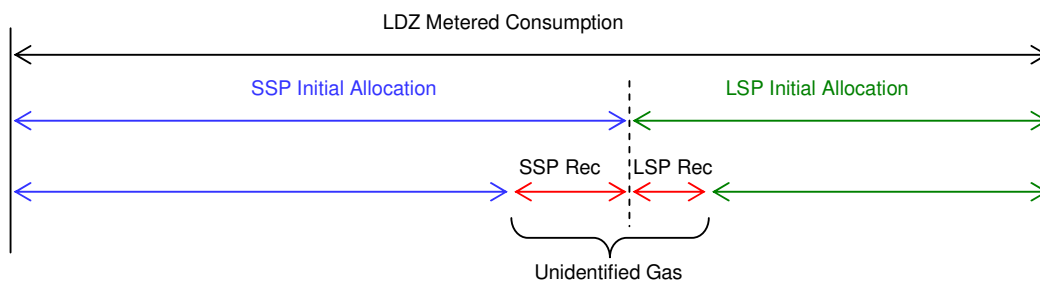 LDZ Metered Consumption
SSP Initial Allocation
LSP Initial Allocation
SSP Rec
LSP Rec
Unidentified Gas